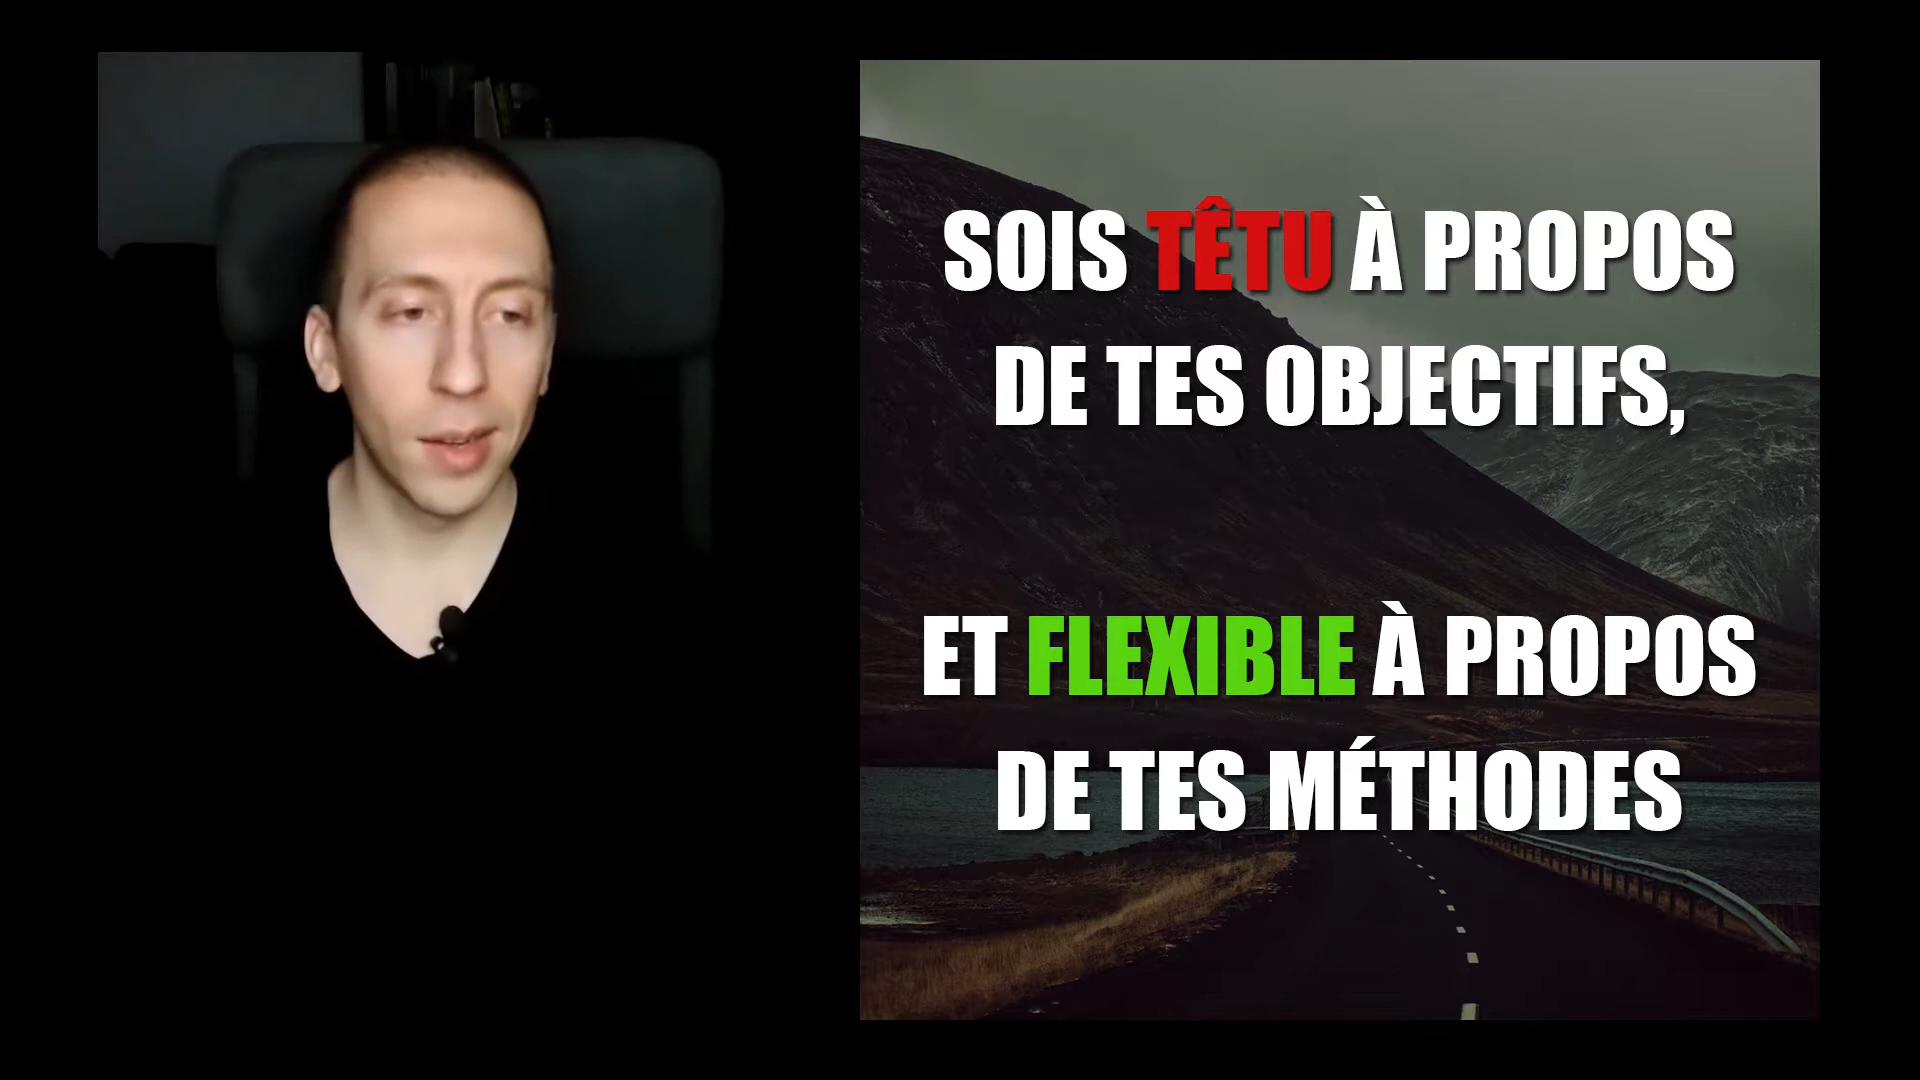 SOIS TÊTU À PROPOS
DE TES OBJECTIFS,
ET FLEXIBLE À PROPOS
DE TES MÉTHODES